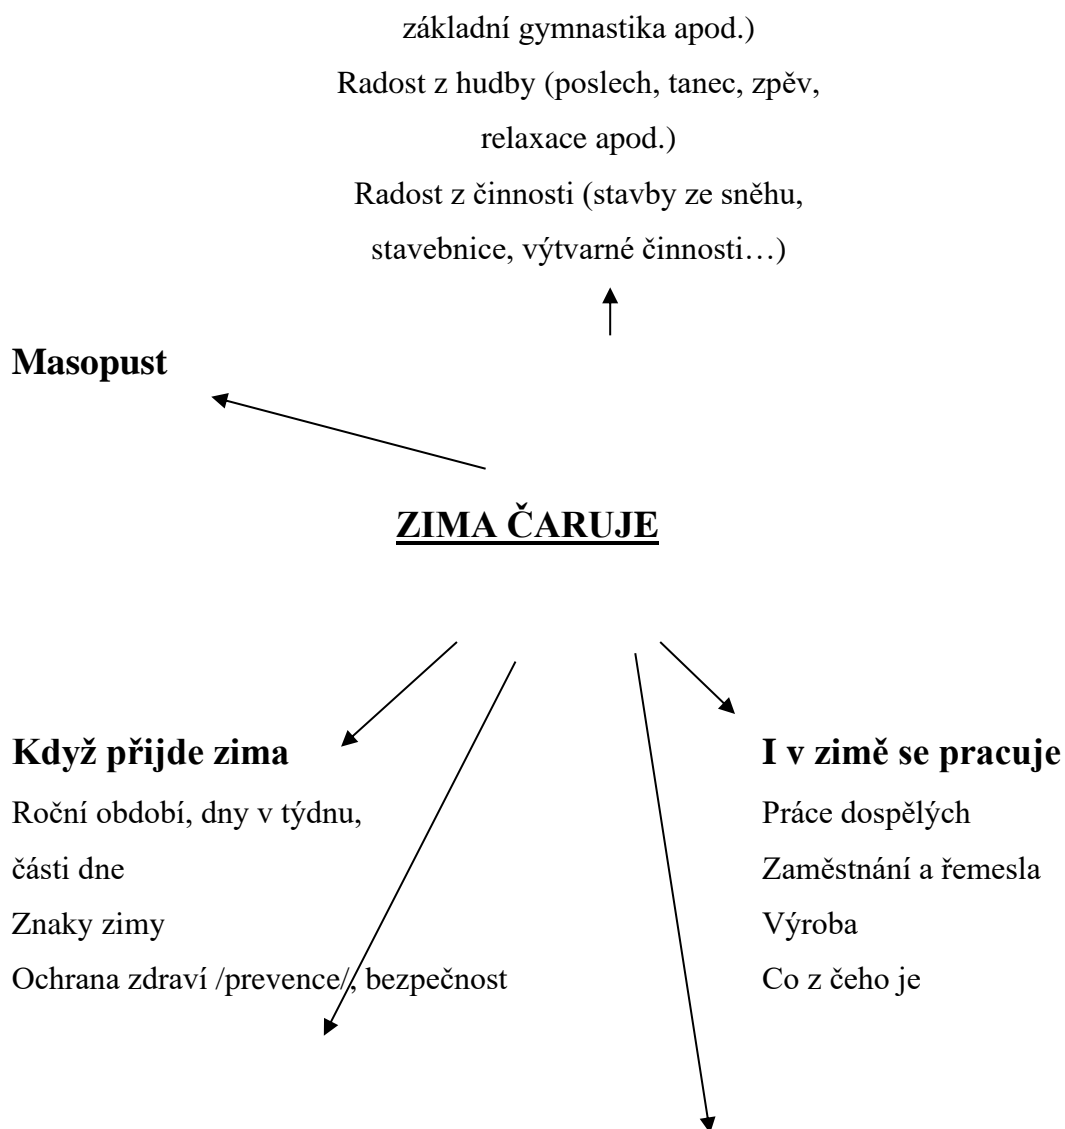 základní gymnastika apod.)
Radost z hudby (poslech, tanec, zpěv,
relaxace apod.)
Radost z činnosti (stavby ze sněhu,
stavebnice, výtvarné činnosti…)
Masopust
ZIMA ČARUJE
Když přijde zima
Roční období, dny v týdnu,
části dne
Znaky zimy
Ochrana zdraví /prevence/, bezpečnost
I v zimě se pracuje
Práce dospělých
Zaměstnání a řemesla
Výroba
Co z čeho je